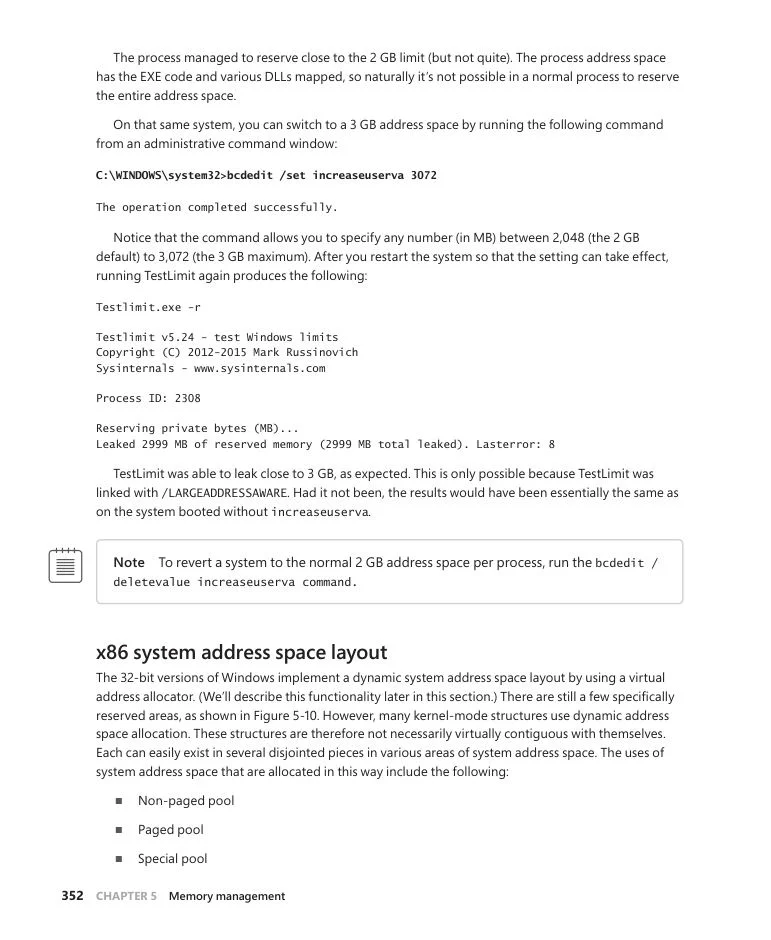 The process managed to reserve close to the 2 GB limit (but not quite). The process address space
has the EXE code and various DLLs mapped, so naturally it's not possible in a normal process to reserve
the entire address space.
On that same system, you can switch to a 3 GB address space by running the following command
from an administrative command window:
C:\WINDOWS\system32>bcdedit /set increaseuserva 3072
The operation completed successfully.
Notice that the command allows you to specify any number (in MB) between 2,048 (the 2 GB
default) to 3,072 (the 3 GB maximum). After you restart the system so that the setting can take effect,
running TestLimit again produces the following:
Testlimit.exe -r
Testlimit v5.24 - test Windows limits
Copyright (C) 2012-2015 Mark Russinovich
Sysinternals - www.sysinternals.com
Process ID: 2308
Reserving private bytes (MB)...
Leaked 2999 MB of reserved memory (2999 MB total leaked). Lasterror: 8
TestLimit was able to leak close to 3 GB, as expected. This is only possible because TestLimit was
linked with /LARGEADDRESSAWARE. Had it not been, the results would have been essentially the same as
on the system booted without increaseuserva.
Note To revert a system to the normal 2 GB address space per process, run the bcdedit /
deletevalue increaseuserva command.
x86 system address space layout
The 32-bit versions of Windows implement a dynamic system address space layout by using a virtual
address allocator. (We'll describe this functionality later in this section.) There are still a few specifically
reserved areas, as shown in Figure 5-10. However, many kernel-mode structures use dynamic address
space allocation. These structures are therefore not necessarily virtually contiguous with themselves.
Each can easily exist in several disjointed pieces in various areas of system address space. The uses of
system address space that are allocated in this way include the following:
■ Non-paged pool
■ Paged pool
■ Special pool
352 CHAPTER 5 Memory management